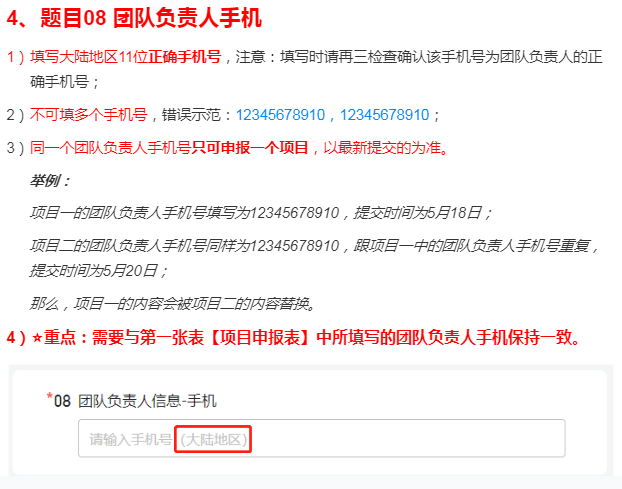 4、题目08 团队负责人手机
1）填写大陆地区11位正确手机号，注意：填写时请再三检查确认该手机号为团队负责人的正
确手机号；
2）不可填多个手机号，错误示范：12345678910，12345678910；
3）同一个团队负责人手机号只可申报一个项目，以最新提交的为准。
举例：
项目一的团队负责人手机号填写为12345678910，提交时间为5月18日；
项目二的团队负责人手机号同样为12345678910，跟项目一中的团队负责人手机号重复，
提交时间为5月20日；
那么，项目一的内容会被项目二的内容替换。
4）⭐重点：需要与第一张表【项目申报表】中所填写的团队负责人手机保持一致。
*08 团队负责人信息-手机
请输入手机号 (大陆地区)